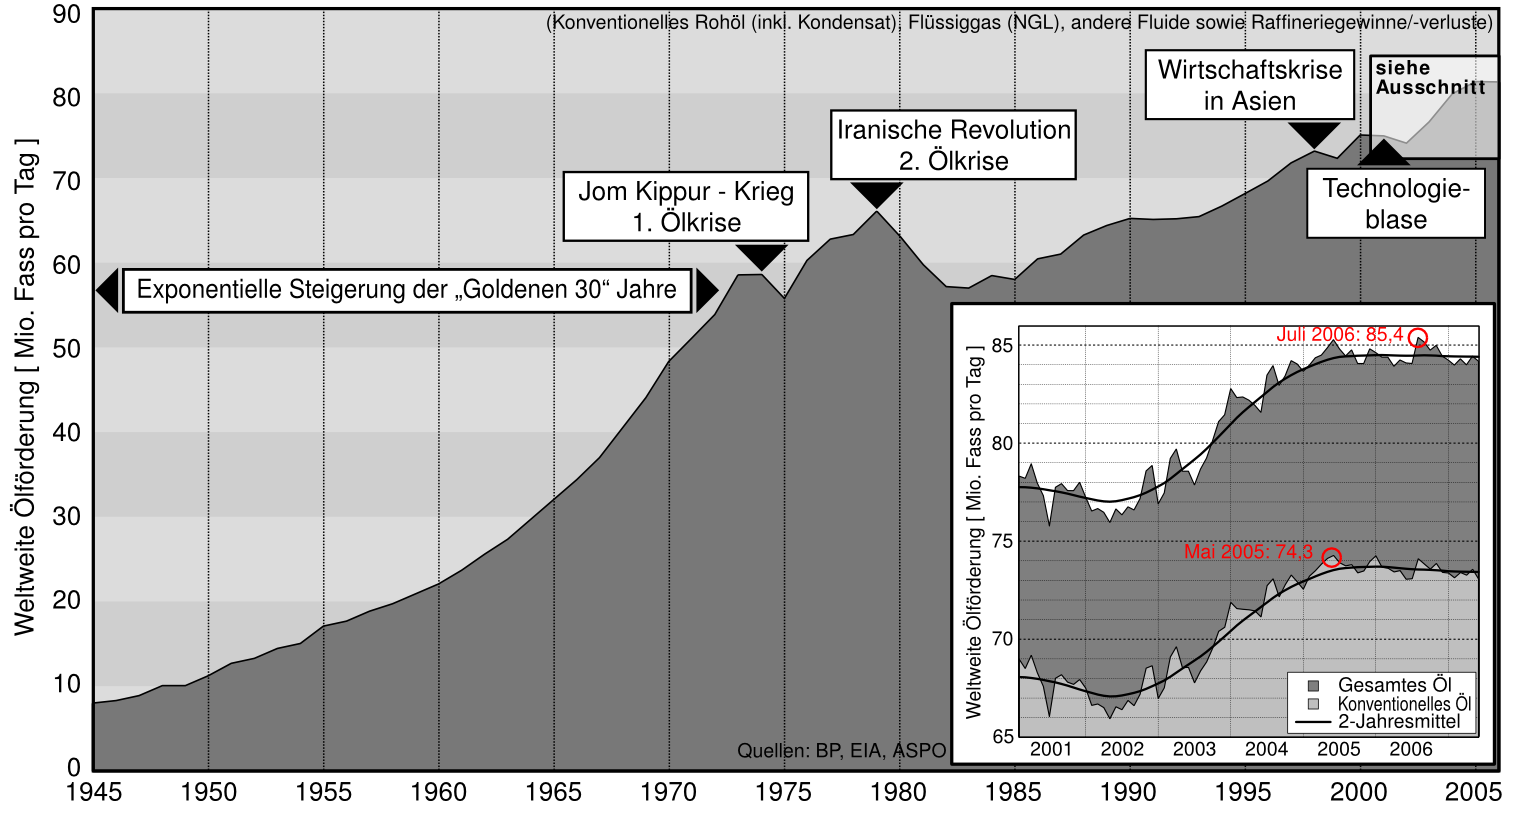 (Konventionelles Rohöl (inkl. Kondensat), Flüssiggas (NGL), andere Fluide sowie Raffineriegewinne/-verluste)
Weltweite Ölförderung [ Mio. Fass pro Tag ]
90
80
70
60
50
40
30
20
10
0
1945
1950
1955
1960
1965
1970
1975
1980
1985
1990
1995
2000
2005
Exponentielle Steigerung der „Goldenen 30“ Jahre
Jom Kippur - Krieg
1. Ölkrise
Iranische Revolution
2. Ölkrise
Wirtschaftskrise
in Asien
siehe
Ausschnitt
Technologie-
blase
Quellen: BP, EIA, ASPO
Weltweite Ölförderung [ Mio. Fass pro Tag ]
85
80
75
70
65
2001
2002
2003
2004
2005
2006
Juli 2006: 85,4
Mai 2005: 74,3
Gesamtes Öl
Konventionelles Öl
2-Jahresmittel